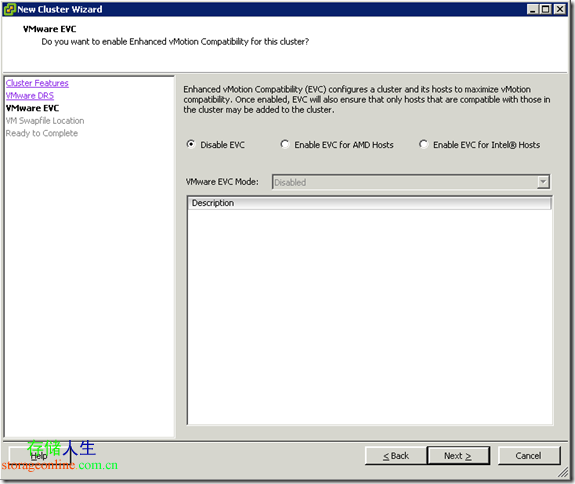 New Cluster Wizard
VMware EVC
Do you want to enable Enhanced vMotion Compatibility for this cluster?
Cluster Features
VMware DRS
VMware EVC
VM Swapfile Location
Ready to Complete
Enhanced vMotion Compatibility (EVC) configures a cluster and its hosts to maximize vMotion
compatibility. Once enabled, EVC will also ensure that only hosts that are compatible with those in
the cluster may be added to the cluster.
Disable EVC
Enable EVC for AMD Hosts
Enable EVC for Intel® Hosts
VMware EVC Mode:
Disabled
Description
存储人生
Help
storageonline.com.cn
< Back
Next >
Cancel